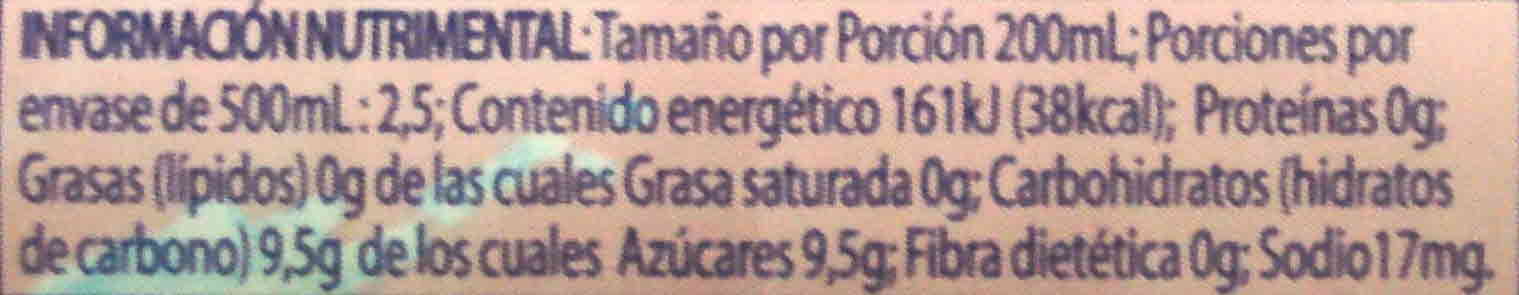 INFORMACIÓN NUTRIMENTAL: Tamaño por Porción 200mL; Porciones por
envase de 500mL : 2,5; Contenido energético 161kJ (38kcal); Proteínas 0g;
Grasas (lípidos) 0g de las cuales Grasa saturada 0g; Carbohidratos (hidratos
de carbono) 9,5g de los cuales Azúcares 9,5g; Fibra dietética 0g; Sodio17mg.